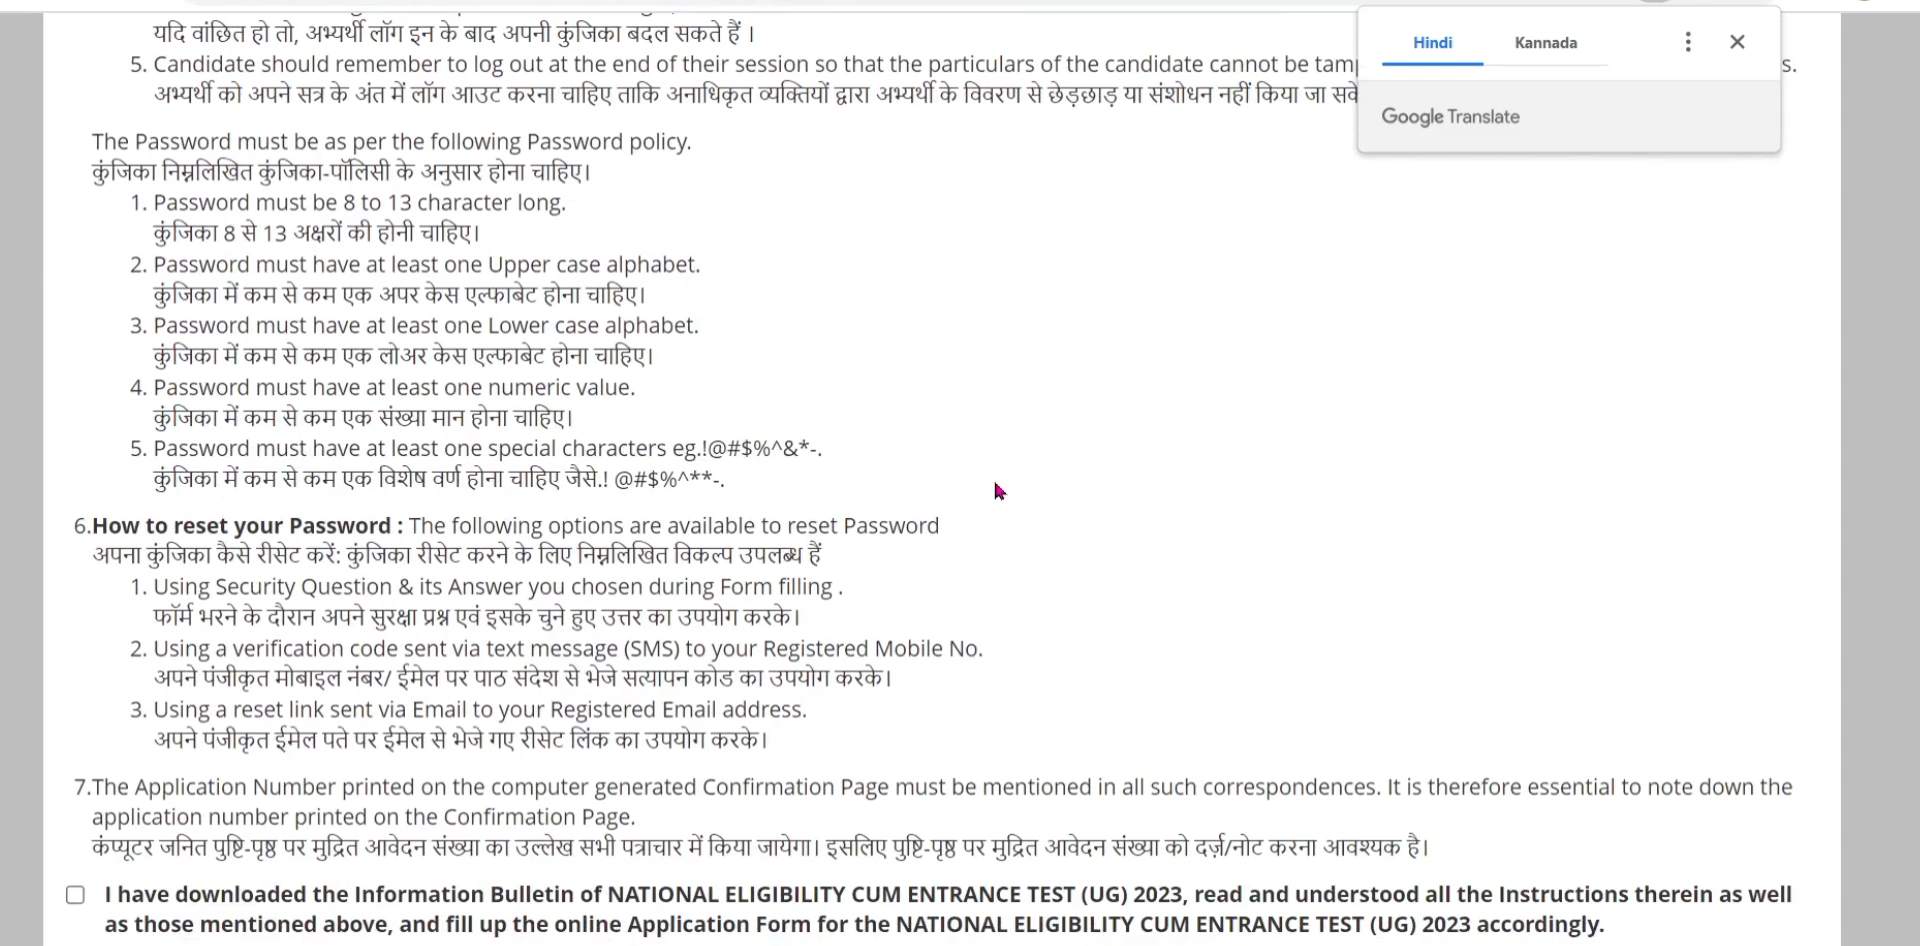 यदि वांछित हो तो, अभ्यर्थी लॉग इन के बाद अपनी कुंजिका बदल सकते हैं ।
5. Candidate should remember to log out at the end of their session so that the particulars of the candidate cannot be s.
अभ्यर्थी को अपने सत्र के अंत में लॉग आउट करना चाहिए ताकि अनाधिकृत व्यक्तियों द्वारा अभ्यर्थी के विवरण से छेड़छाड़ या संशोधन नहीं किया जा
Hindi
Kannada
Google Translate
The Password must be as per the following Password policy.
कुंजिका निम्नलिखित कुंजिका-पॉलिसी के अनुसार होना चाहिए।
1. Password must be 8 to 13 character long.
कुंजिका 8 से 13 अक्षरों की होनी चाहिए।
2. Password must have at least one Upper case alphabet.
कुंजिका में कम से कम एक अपर केस एल्फाबेट होना चाहिए।
3. Password must have at least one Lower case alphabet.
कुंजिका में कम से कम एक लोअर केस एल्फाबेट होना चाहिए।
4. Password must have at least one numeric value.
कुंजिका में कम से कम एक संख्या मान होना चाहिए।
5. Password must have at least one special characters eg.!@#$%^&*-.
कुंजिका में कम से कम एक विशेष वर्ण होना चाहिए जैसे.! @#$%^**-.
6.How to reset your Password : The following options are available to reset Password
अपना कुंजिका कैसे रीसेट करें: कुंजिका रीसेट करने के लिए निम्नलिखित विकल्प उपलब्ध हैं
1. Using Security Question & its Answer you chosen during Form filling .
फॉर्म भरने के दौरान अपने सुरक्षा प्रश्न एवं इसके चुने हुए उत्तर का उपयोग करके।
2. Using a verification code sent via text message (SMS) to your Registered Mobile No.
अपने पंजीकृत मोबाइल नंबर/ ईमेल पर पाठ संदेश से भेजे सत्यापन कोड का उपयोग करके।
3. Using a reset link sent via Email to your Registered Email address.
अपने पंजीकृत ईमेल पते पर ईमेल से भेजे गए रीसेट लिंक का उपयोग करके।
7.The Application Number printed on the computer generated Confirmation Page must be mentioned in all such correspondences. It is therefore essential to note down the
application number printed on the Confirmation Page.
कंप्यूटर जनित पुष्टि-पृष्ठ पर मुद्रित आवेदन संख्या का उल्लेख सभी पत्राचार में किया जायेगा। इसलिए पुष्टि-पृष्ठ पर मुद्रित आवेदन संख्या को दर्ज़/नोट करना आवश्यक है।
I have downloaded the Information Bulletin of NATIONAL ELIGIBILITY CUM ENTRANCE TEST (UG) 2023, read and understood all the Instructions therein as well
as those mentioned above, and fill up the online Application Form for the NATIONAL ELIGIBILITY CUM ENTRANCE TEST (UG) 2023 accordingly.